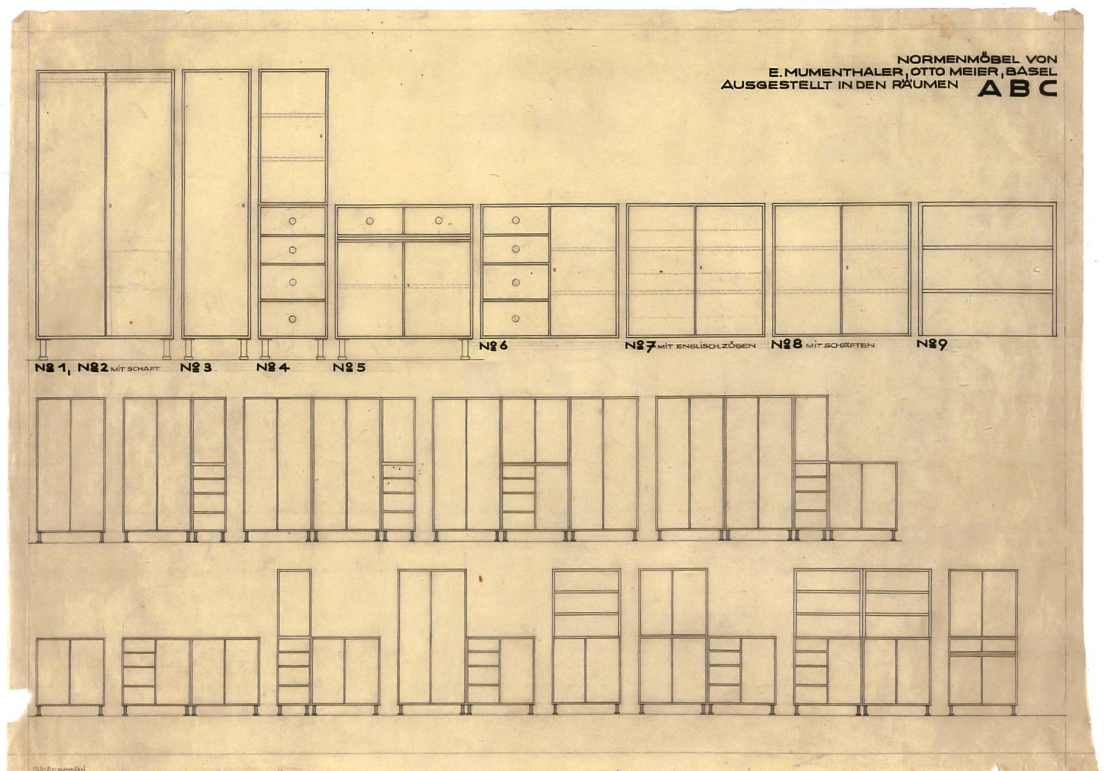 NORMENMÖBEL VON
E. MUMENTHALER, OTTO MEIER, BASEL
AUSGESTELLT IN DEN RÄUMEN ABC
No 6
No 7 MIT ENGLISCH. ZÜGEN
No 8 MIT SCHÄFTEN
No 9
No 1, No 2 MIT SCHAFT
No 3
No 4
No 5